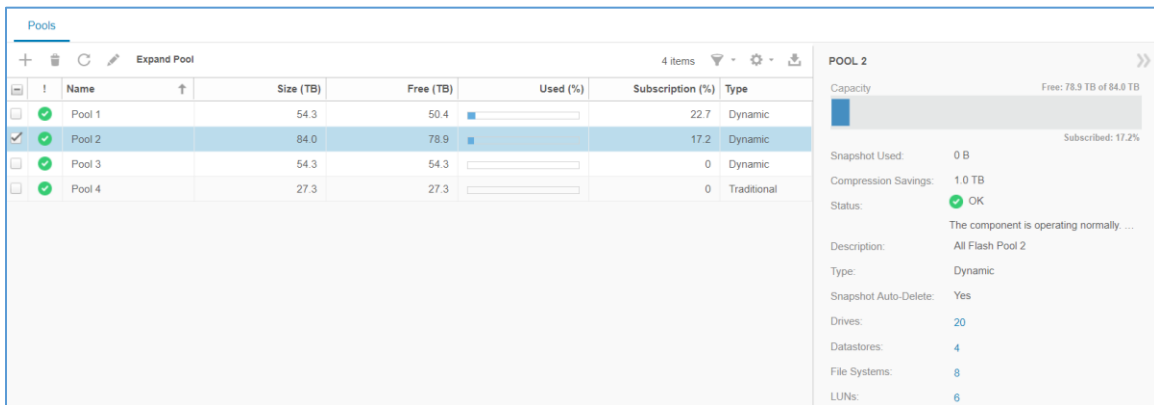 Pools
Expand Pool 4 items
! Name Size (TB) Free (TB) Used (%) Subscription (%) Type
Pool 1 54.3 50.4 22.7 Dynamic
Pool 2 84.0 78.9 17.2 Dynamic
Pool 3 54.3 54.3 0 Dynamic
Pool 4 27.3 27.3 0 Traditional
POOL 2
Capacity Free: 78.9 TB of 84.0 TB
Subscribed: 17.2%
Snapshot Used: 0 B
Compression Savings: 1.0 TB
Status: OK
The component is operating normally. ...
Description: All Flash Pool 2
Type: Dynamic
Snapshot Auto-Delete: Yes
Drives: 20
Datastores: 4
File Systems: 8
LUNs: 6